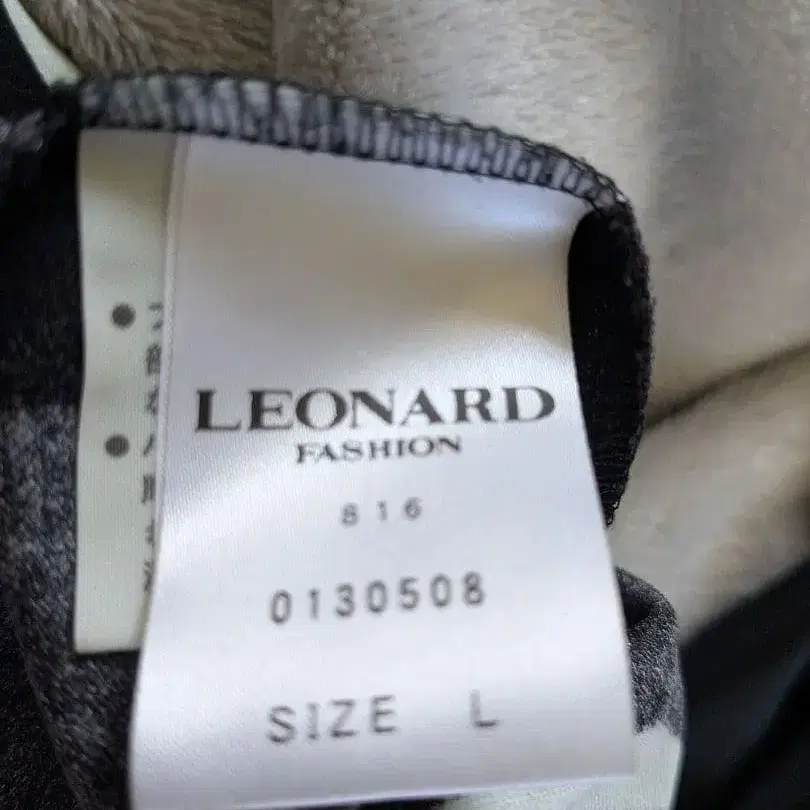 LEONARD
FASHION
816
0130508
SIZE L